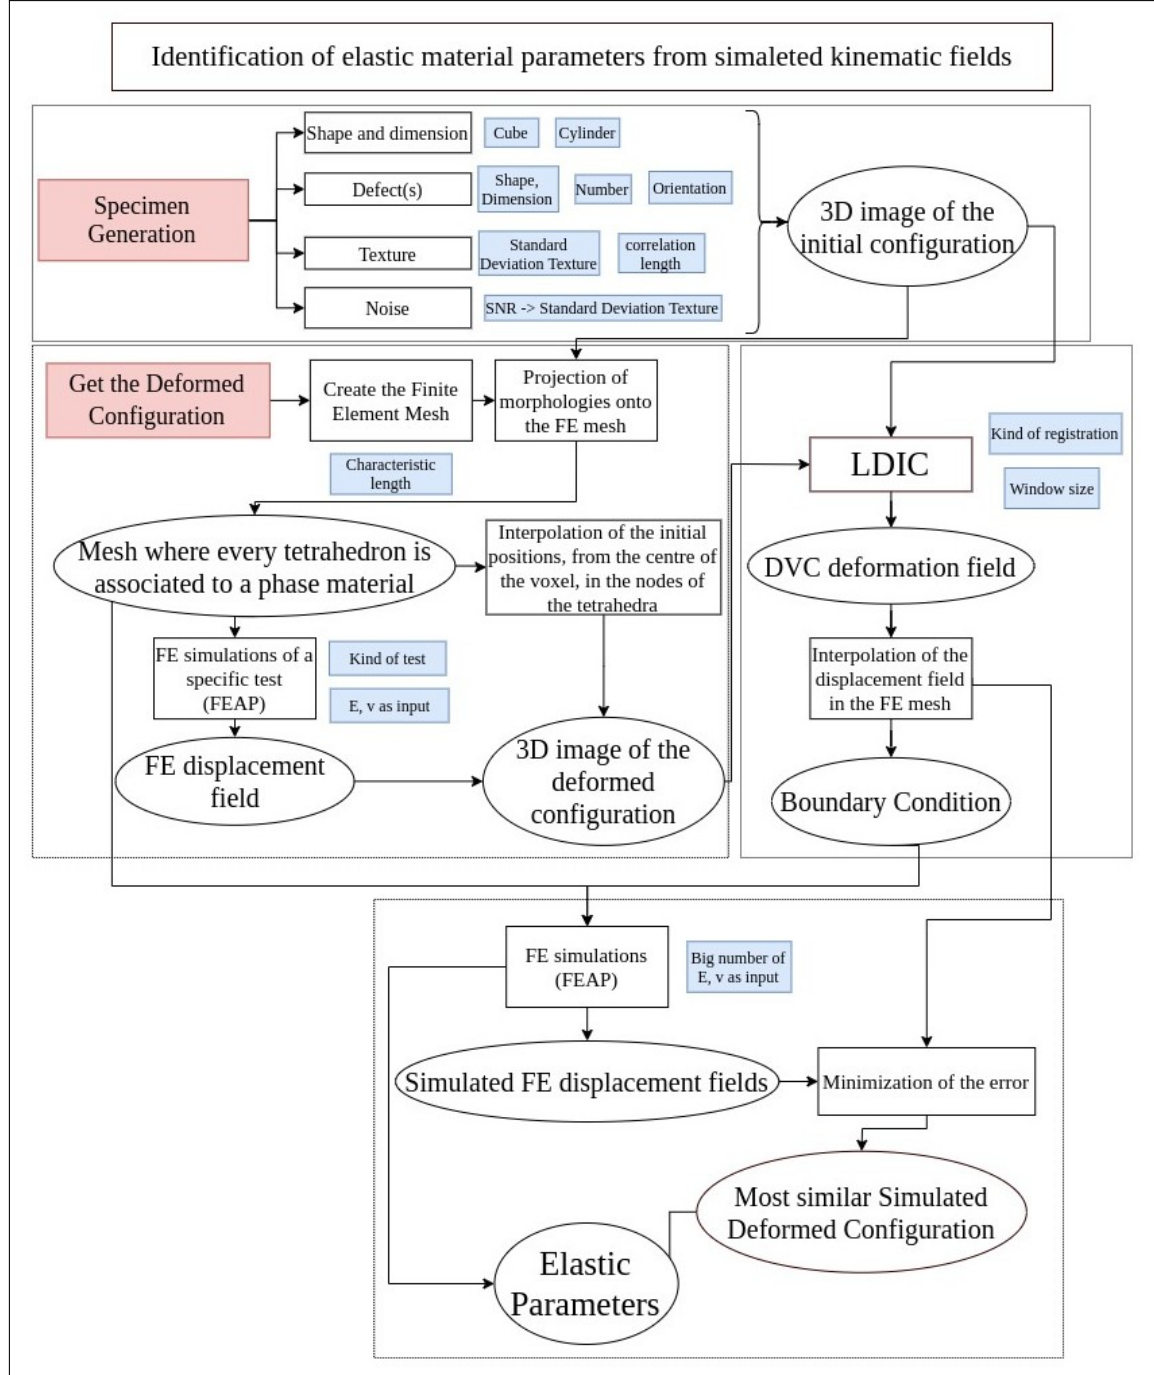 Identification of elastic material parameters from simaleted kinematic fields
Specimen
Generation
Shape and dimension
Cube
Cylinder
Defect(s)
Shape,
Dimension
Number
Orientation
Texture
Standard
Deviation Texture
correlation
length
Noise
SNR -> Standard Deviation Texture
3D image of the
initial configuration
Get the Deformed
Configuration
Create the Finite
Element Mesh
Projection of
morphologies onto
the FE mesh
Characteristic
length
Mesh where every tetrahedron is
associated to a phase material
Interpolation of the initial
positions, from the centre of
the voxel, in the nodes of
the tetrahedra
FE simulations of a
specific test
(FEAP)
Kind of test
E, v as input
FE displacement
field
3D image of the
deformed
configuration
LDIC
Kind of registration
Window size
DVC deformation field
Interpolation of the
displacement field
in the FE mesh
Boundary Condition
FE simulations
(FEAP)
Big number of
E, v as input
Simulated FE displacement fields
Minimization of the error
Most similar Simulated
Deformed Configuration
Elastic
Parameters